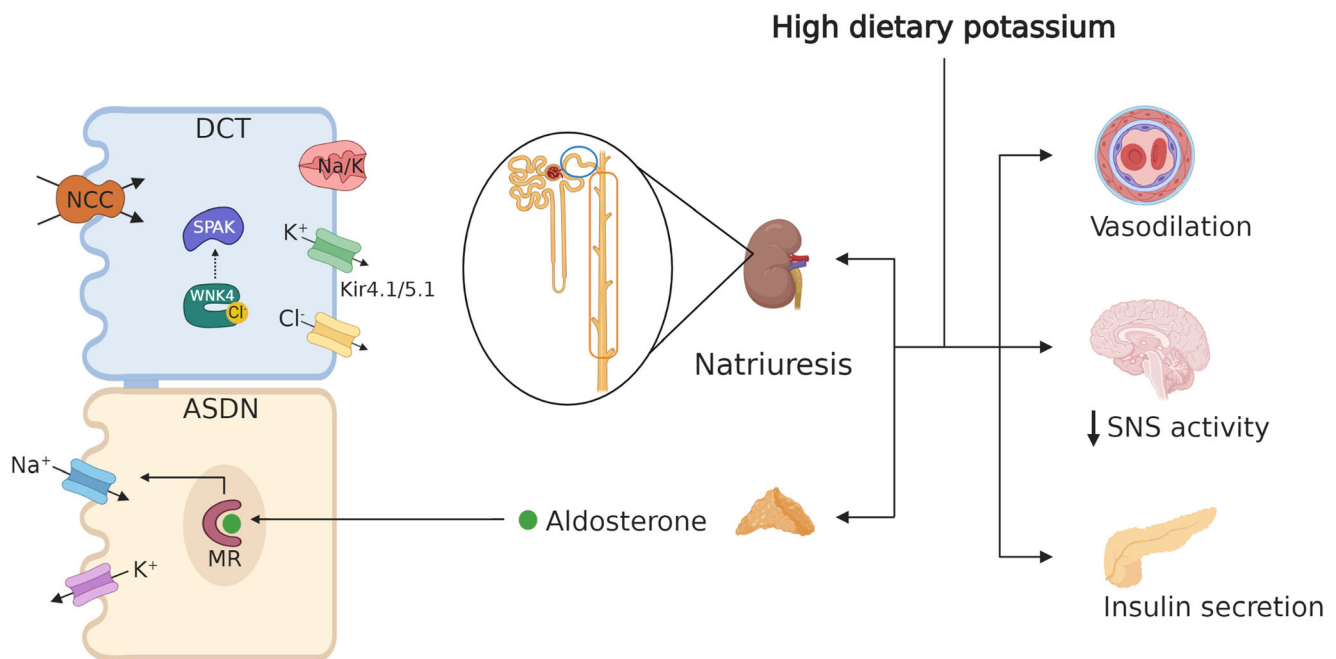 High dietary potassium
DCT
Na/K
NCC
SPAK
K⁺
WNK4
Cl⁻
Kir4.1/5.1
Cl⁻
Vasodilation
Natriuresis
ASDN
↓ SNS activity
Na⁺
Aldosterone
MR
K⁺
Insulin secretion